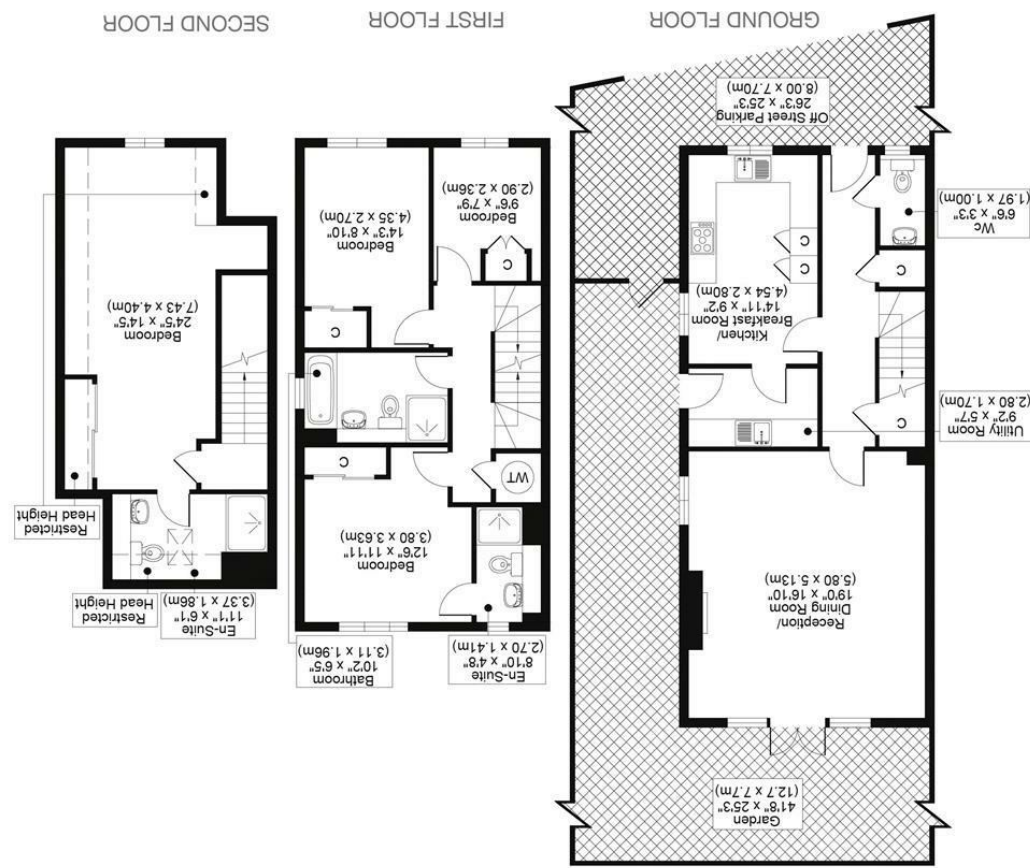 Garden
41'8" x 25'3"
(12.7 x 7.7m)
Reception/
Dining Room
19'0" x 16'10"
(5.80 x 5.13m)
Utility Room
9'2" x 5'7"
(2.80 x 1.70m)
C
Kitchen/
Breakfast Room
14'11" x 9'2"
(4.54 x 2.80m)
C
C
C
Wc
6'6" x 3'3"
(1.97 x 1.00m)
Off Street Parking
26'3" x 25'3"
(8.00 x 7.70m)
GROUND FLOOR
En-Suite
8'10" x 4'8"
(2.70 x 1.41m)
Bathroom
10'2" x 6'5"
(3.11 x 1.96m)
Bedroom
12'6" x 11'11"
(3.80 x 3.63m)
WT
C
C
Bedroom
14'3" x 8'10"
(4.35 x 2.70m)
C
Bedroom
9'6" x 7'9"
(2.90 x 2.36m)
FIRST FLOOR
En-Suite
11'1" x 6'1"
(3.37 x 1.86m)
Restricted
Head Height
Restricted
Head Height
Bedroom
24'5" x 14'5"
(7.43 x 4.40m)
SECOND FLOOR